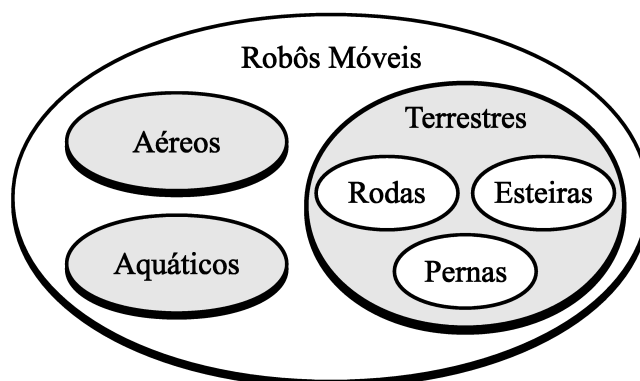 Robôs Móveis
Aéreos
Aquáticos
Terrestres
Rodas
Esteiras
Pernas